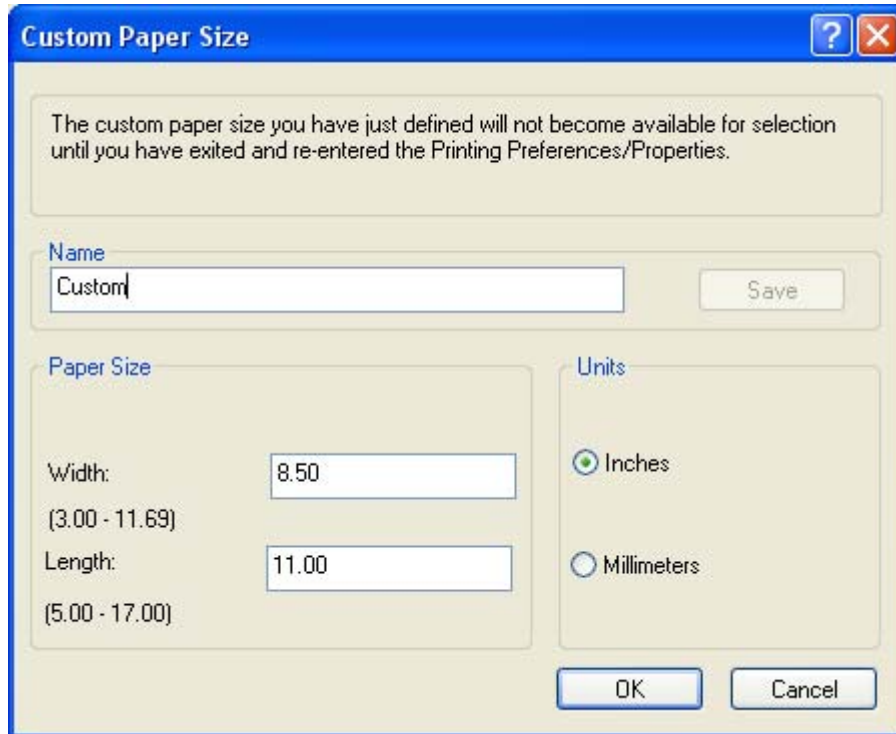 Custom Paper Size
The custom paper size you have just defined will not become available for selection
until you have exited and re-entered the Printing Preferences/Properties.
Name
Custom
Save
Paper Size
Width:
8.50
(3.00 - 11.69)
Length:
11.00
(5.00 - 17.00)
Units
Inches
Millimeters
OK
Cancel